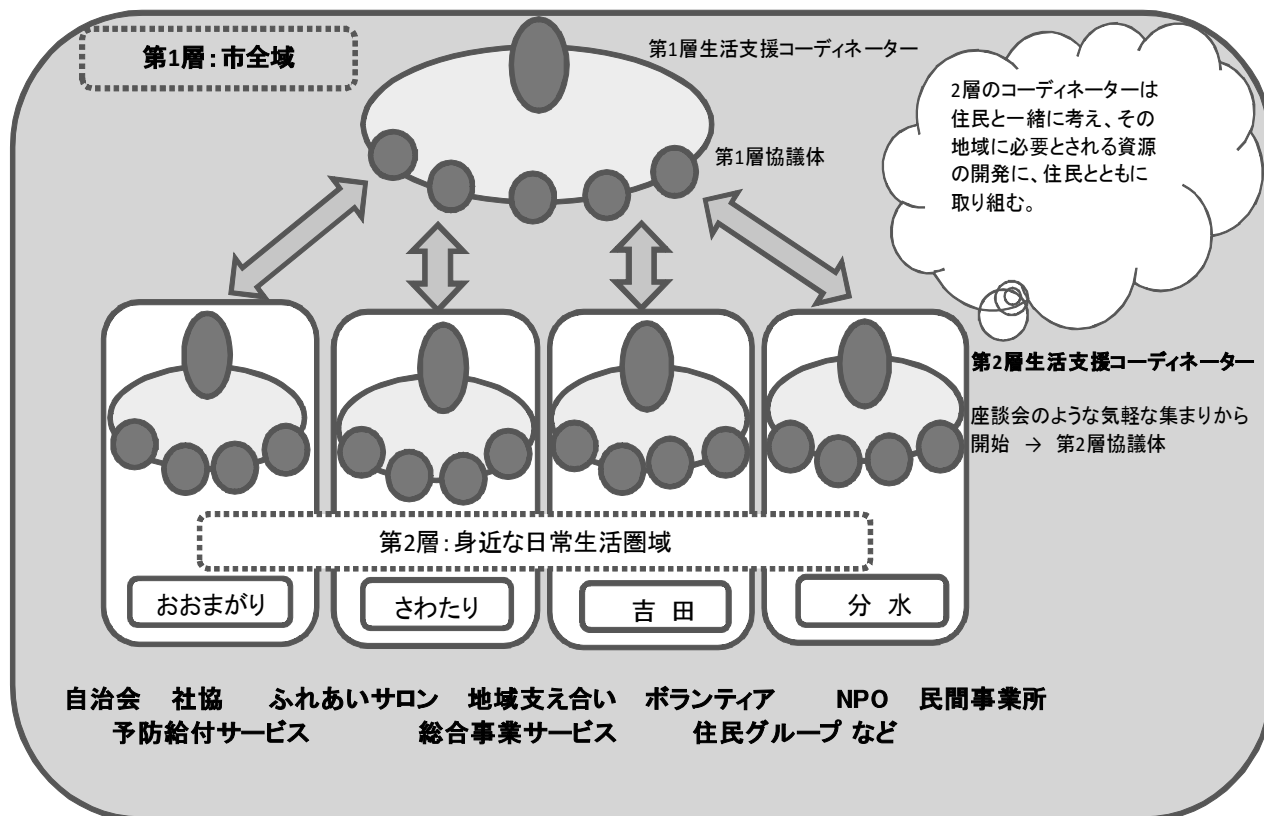 第1層：市全域
第1層生活支援コーディネーター
第1層協議体
2層のコーディネーターは
住民と一緒に考え、その
地域に必要とされる資源
の開発に、住民とともに
取り組む。
第2層生活支援コーディネーター
座談会のような気軽な集まりから
開始 → 第2層協議体
第2層：身近な日常生活圏域
おおまがり
さわたり
吉 田
分 水
自治会 社協 ふれあいサロン 地域支え合い ボランティア NPO 民間事業所
予防給付サービス 総合事業サービス 住民グループ など